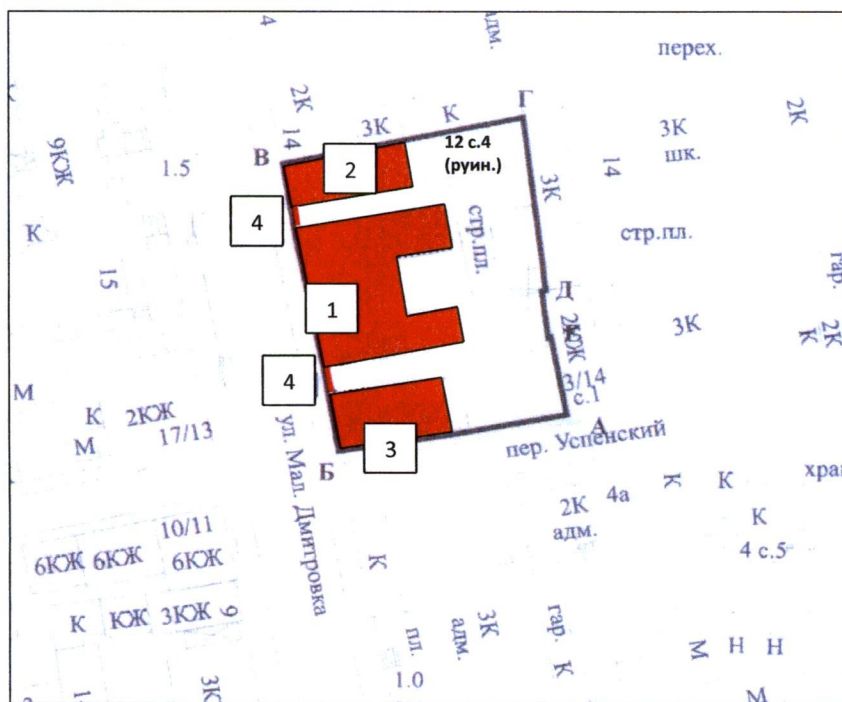 4
адм.
перех.
2К
К
Г
2К
14
3К
12 с.4
(руин.)
3К
шк.
9КЖ
1.5
В
2
3К
14
4
стр.пл.
стр.пл.
К
гар.
15
1
Д
2КЖ
3К
К
2К
4
М
К
2КЖ
3/14
с.1
М
17/13
ул. Мал. Дмитровка
3
А
Б
пер. Успенский
К
К
2К
4а
адм.
К
4 с.5
10/11
6КЖ
6КЖ
6КЖ
К
К
КЖ
3КЖ
9
пл.
адм.
3К
гар.
К
М
Н
Н
3К
1.0
М